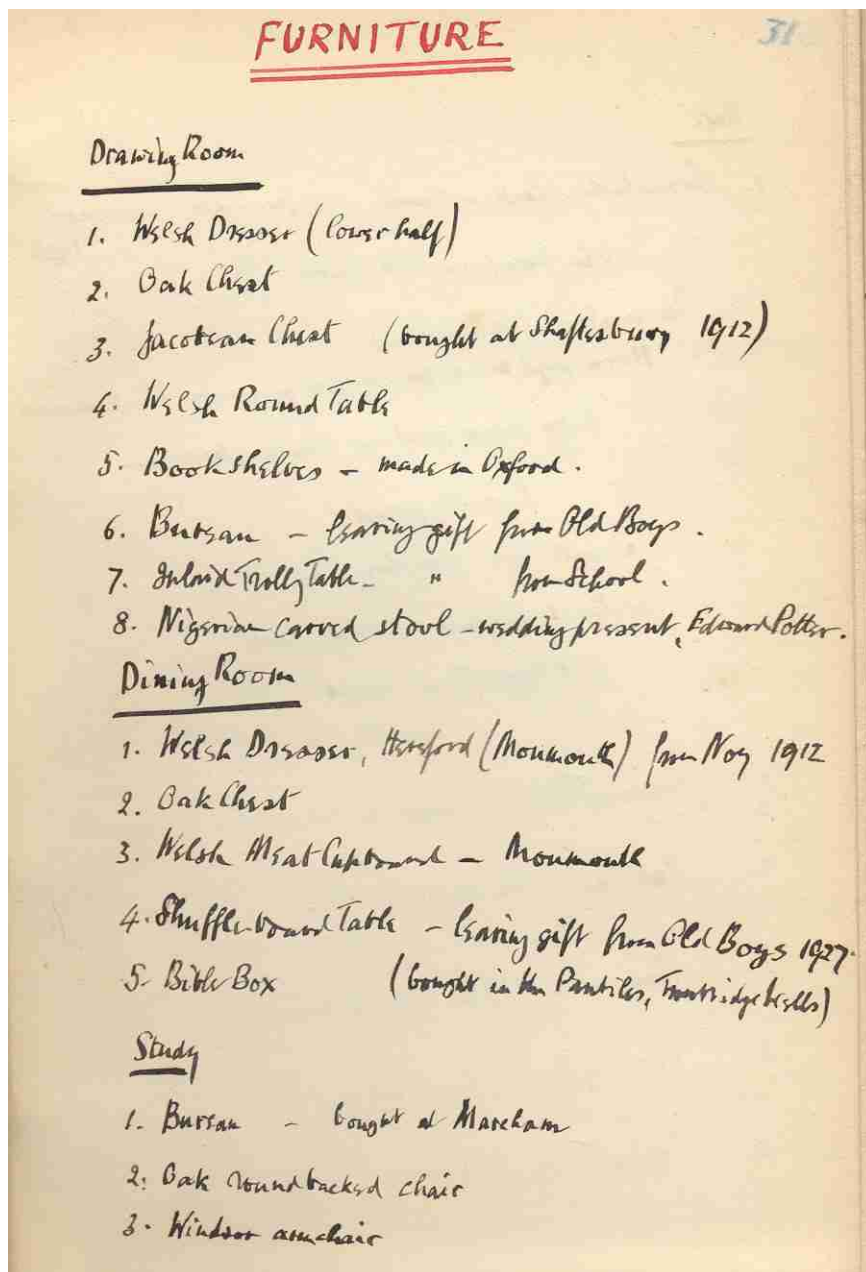 FURNITURE
31
Drawing Room
1. Welsh Dresser (lower half)
2. Oak Chest
3. Jacobean Chest (bought at Shaftesbury 1912)
4. Welsh Round Table
5. Bookshelves – made in Oxford.
6. Bureau – leaving gift from Old Boys.
7. Inlaid Trolly Table – " from School.
8. Nigerian carved stool – wedding present, Edward Potter.
Dining Room
1. Welsh Dresser, Hereford (Monmouth) from 1912
2. Oak Chest
3. Welsh Meat Cupboard – Monmouth
4. Shuffle-board Table – leaving gift from Old Boys 1927.
5. Bible Box (bought in the Pantiles, Tunbridge Wells)
Study
1. Bureau – bought at Mareham
2. Oak roundbacked chair
3. Windsor armchair